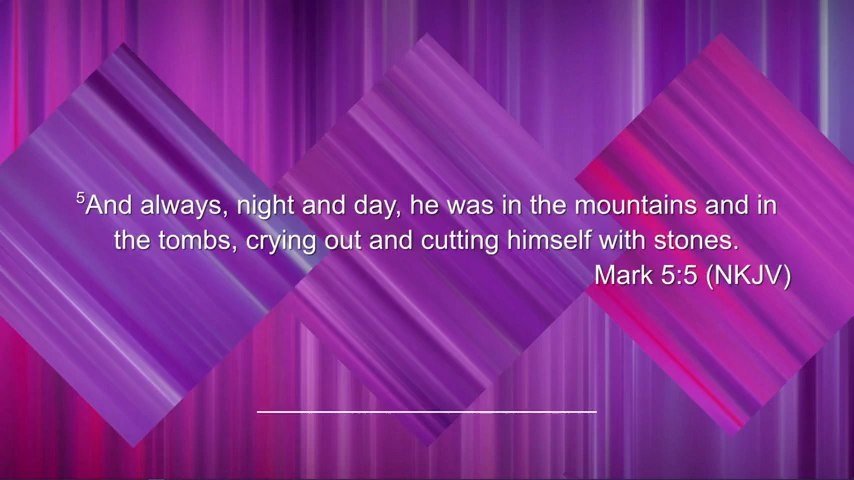 5And always, night and day, he was in the mountains and in
the tombs, crying out and cutting himself with stones.
Mark 5:5 (NKJV)